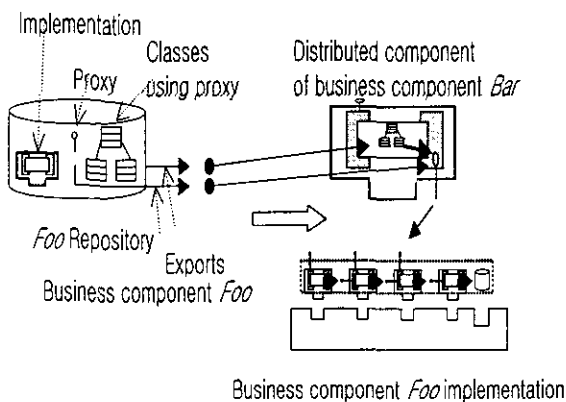 Implementation
Classes
using proxy
Proxy
Distributed component
of business component Bar
Foo Repository
Exports
Business component Foo
Business component Foo implementation